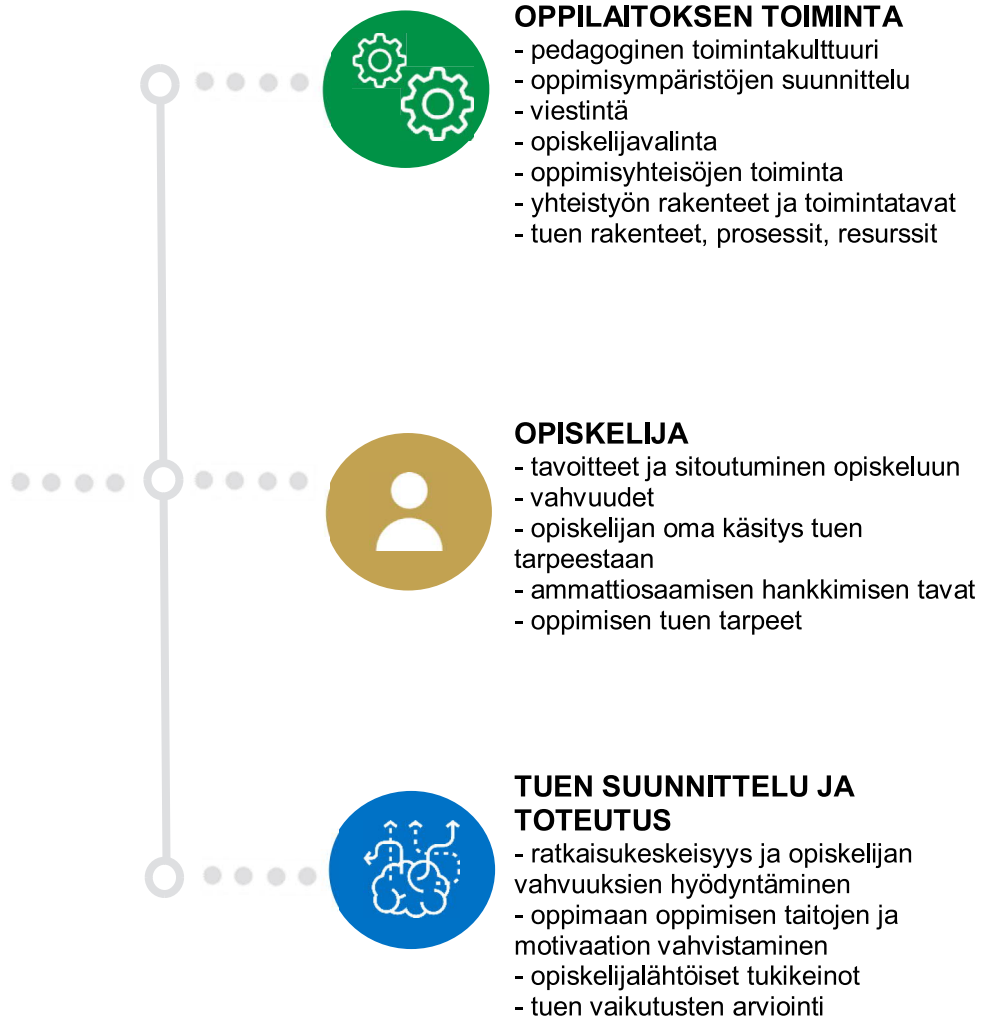 OPPILAITOKSEN TOIMINTA
- pedagoginen toimintakulttuuri
- oppimisympäristöjen suunnittelu
- viestintä
- opiskelijavalinta
- oppimisyhteisöjen toiminta
- yhteistyön rakenteet ja toimintatavat
- tuen rakenteet, prosessit, resurssit
OPISKELIJA
- tavoitteet ja sitoutuminen opiskeluun
- vahvuudet
- opiskelijan oma käsitys tuen
tarpeestaan
- ammattiosaamisen hankkimisen tavat
- oppimisen tuen tarpeet
TUEN SUUNNITTELU JA
TOTEUTUS
- ratkaisukeskeisyys ja opiskelijan
vahvuuksien hyödyntäminen
- oppimaan oppimisen taitojen ja
motivaation vahvistaminen
- opiskelijalähtöiset tukikeinot
- tuen vaikutusten arviointi